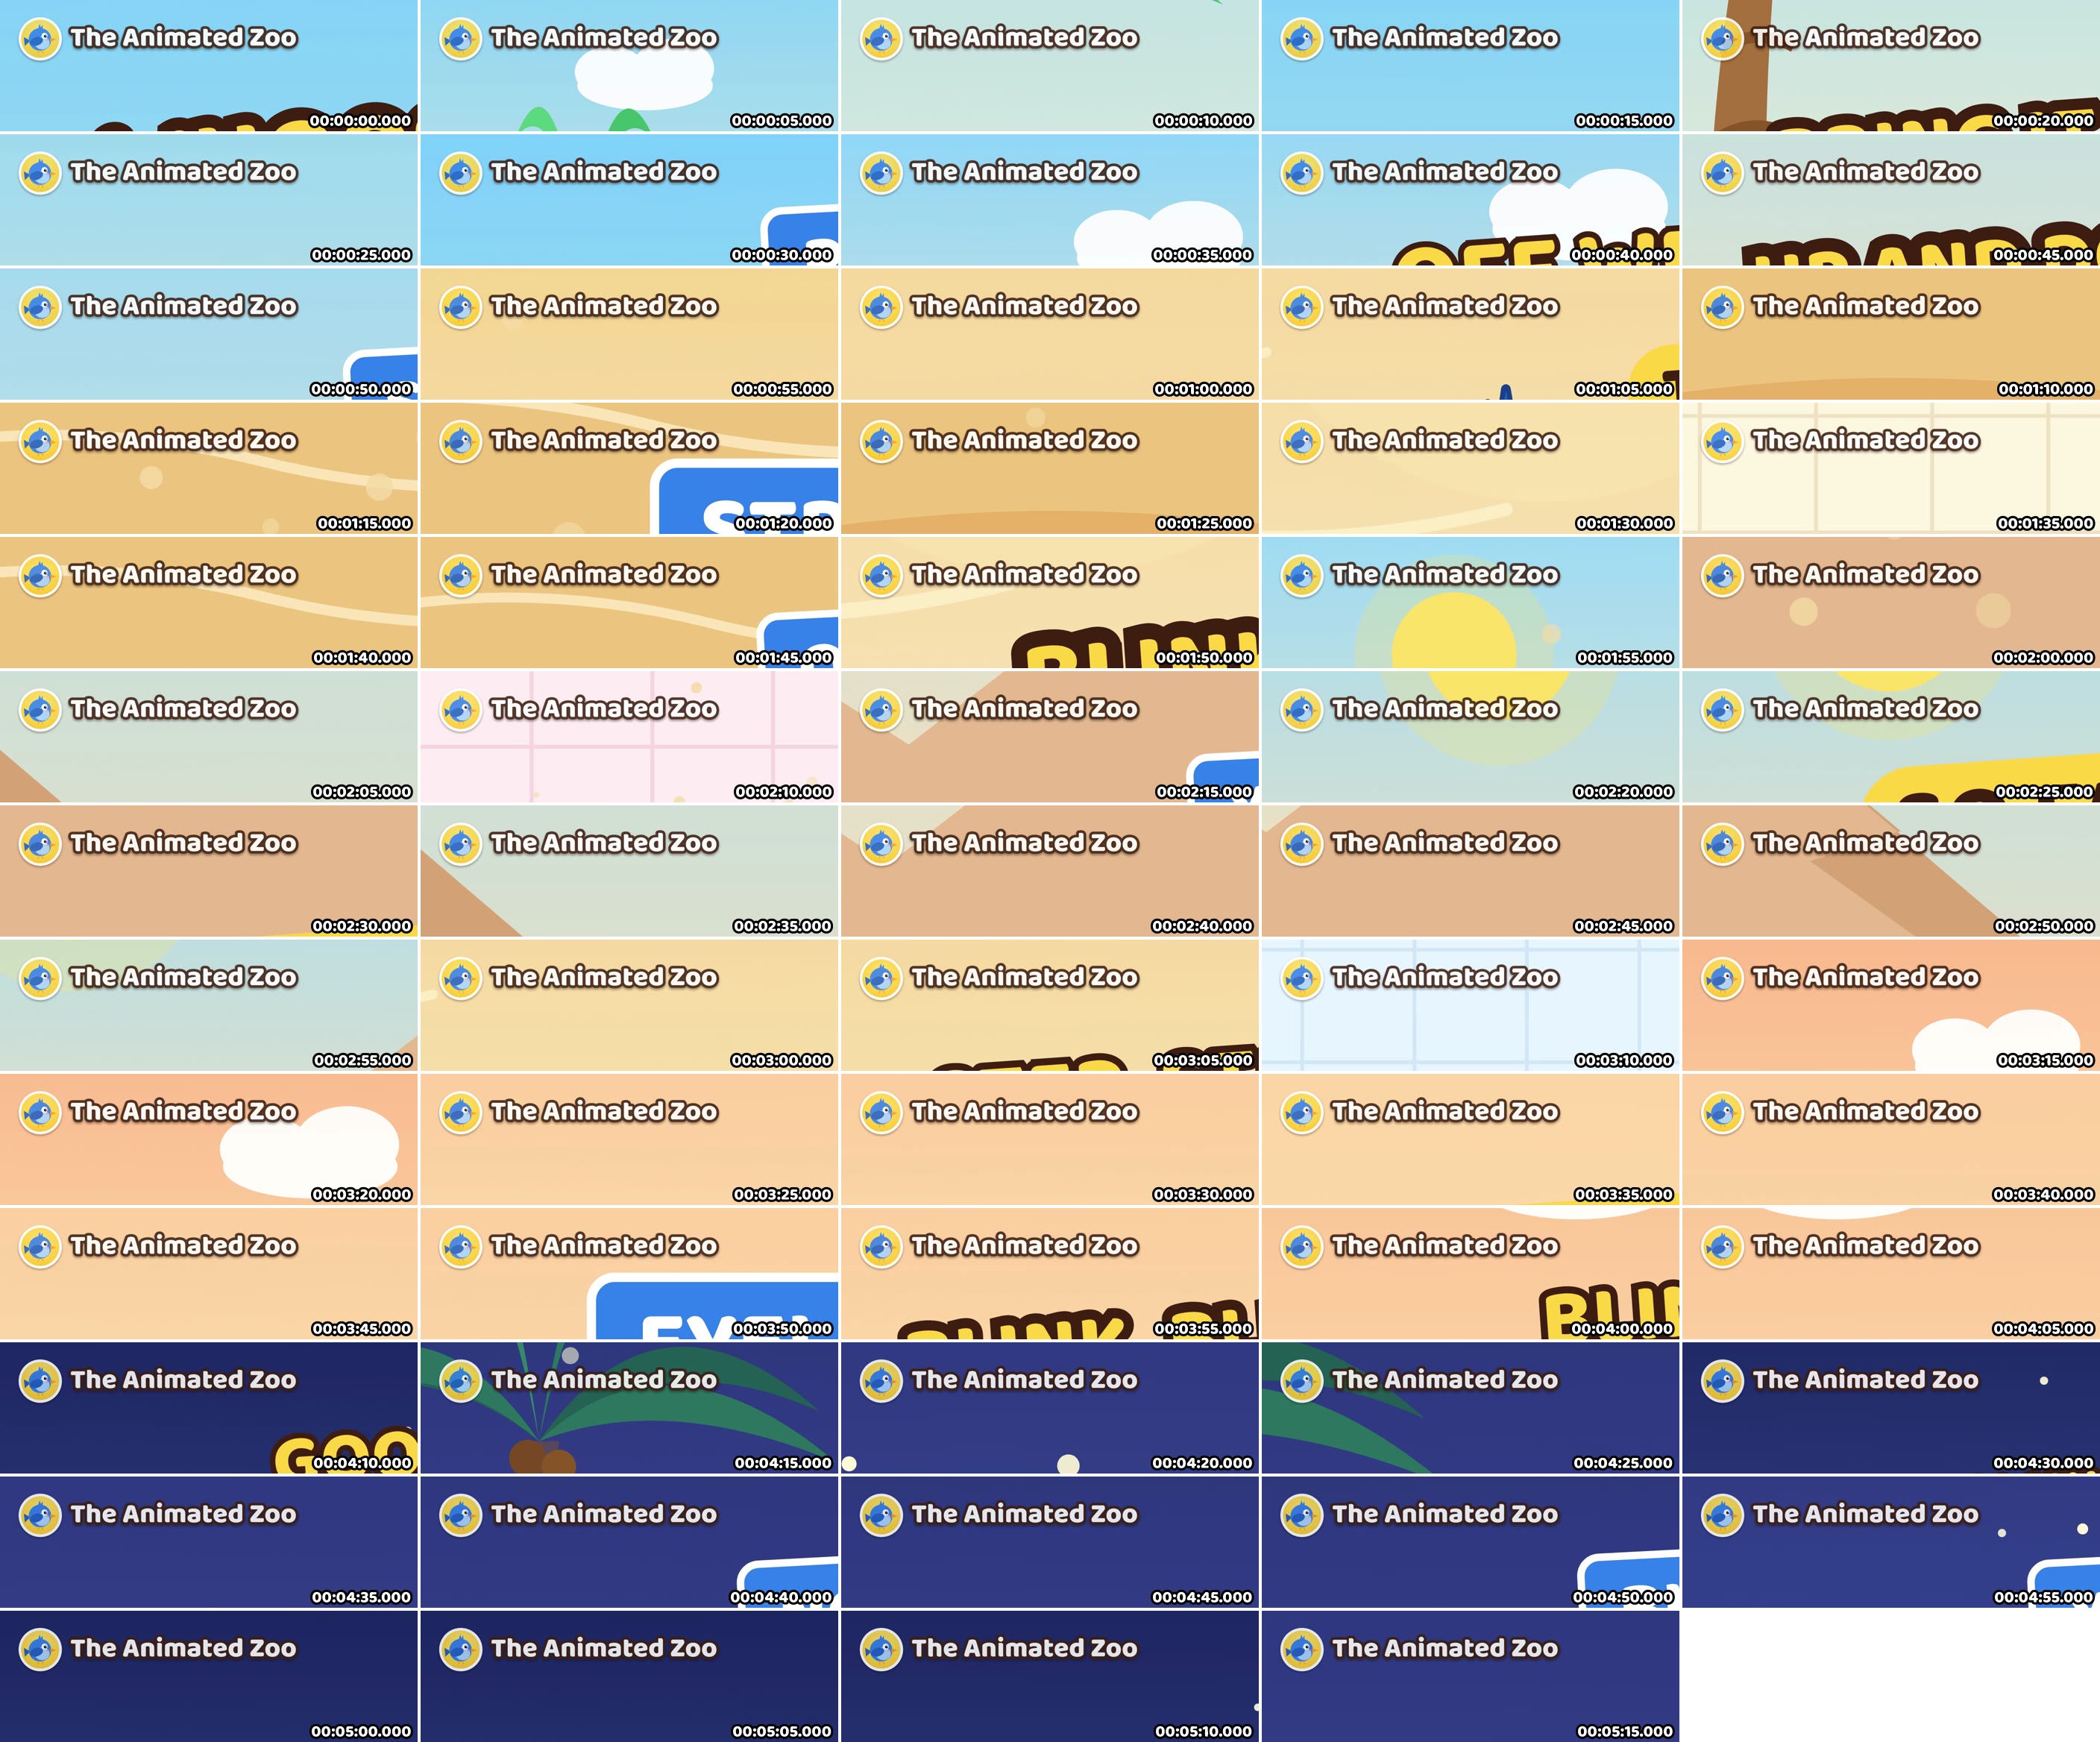 The Animated Zoo
00:00:00.000
The Animated Zoo
00:00:05.000
The Animated Zoo
00:00:10.000
The Animated Zoo
00:00:15.000
The Animated Zoo
00:00:20.000
The Animated Zoo
00:00:25.000
The Animated Zoo
00:00:30.000
The Animated Zoo
00:00:35.000
The Animated Zoo
OFF
00:00:40.000
The Animated Zoo
00:00:45.000
The Animated Zoo
00:00:50.000
The Animated Zoo
00:00:55.000
The Animated Zoo
00:01:00.000
The Animated Zoo
00:01:05.000
The Animated Zoo
00:01:10.000
The Animated Zoo
00:01:15.000
The Animated Zoo
00:01:20.000
The Animated Zoo
00:01:25.000
The Animated Zoo
00:01:30.000
The Animated Zoo
00:01:35.000
The Animated Zoo
00:01:40.000
The Animated Zoo
00:01:45.000
The Animated Zoo
00:01:50.000
The Animated Zoo
00:01:55.000
The Animated Zoo
00:02:00.000
The Animated Zoo
00:02:05.000
The Animated Zoo
00:02:10.000
The Animated Zoo
00:02:15.000
The Animated Zoo
00:02:20.000
The Animated Zoo
00:02:25.000
The Animated Zoo
00:02:30.000
The Animated Zoo
00:02:35.000
The Animated Zoo
00:02:40.000
The Animated Zoo
00:02:45.000
The Animated Zoo
00:02:50.000
The Animated Zoo
00:02:55.000
The Animated Zoo
00:03:00.000
The Animated Zoo
00:03:05.000
The Animated Zoo
00:03:10.000
The Animated Zoo
00:03:15.000
The Animated Zoo
00:03:20.000
The Animated Zoo
00:03:25.000
The Animated Zoo
00:03:30.000
The Animated Zoo
00:03:35.000
The Animated Zoo
00:03:40.000
The Animated Zoo
00:03:45.000
The Animated Zoo
00:03:50.000
The Animated Zoo
BLINK
00:03:55.000
The Animated Zoo
00:04:00.000
The Animated Zoo
00:04:05.000
The Animated Zoo
GOO
00:04:10.000
The Animated Zoo
00:04:15.000
The Animated Zoo
00:04:20.000
The Animated Zoo
00:04:25.000
The Animated Zoo
00:04:30.000
The Animated Zoo
00:04:35.000
The Animated Zoo
00:04:40.000
The Animated Zoo
00:04:45.000
The Animated Zoo
00:04:50.000
The Animated Zoo
00:04:55.000
The Animated Zoo
00:05:00.000
The Animated Zoo
00:05:05.000
The Animated Zoo
00:05:10.000
The Animated Zoo
00:05:15.000